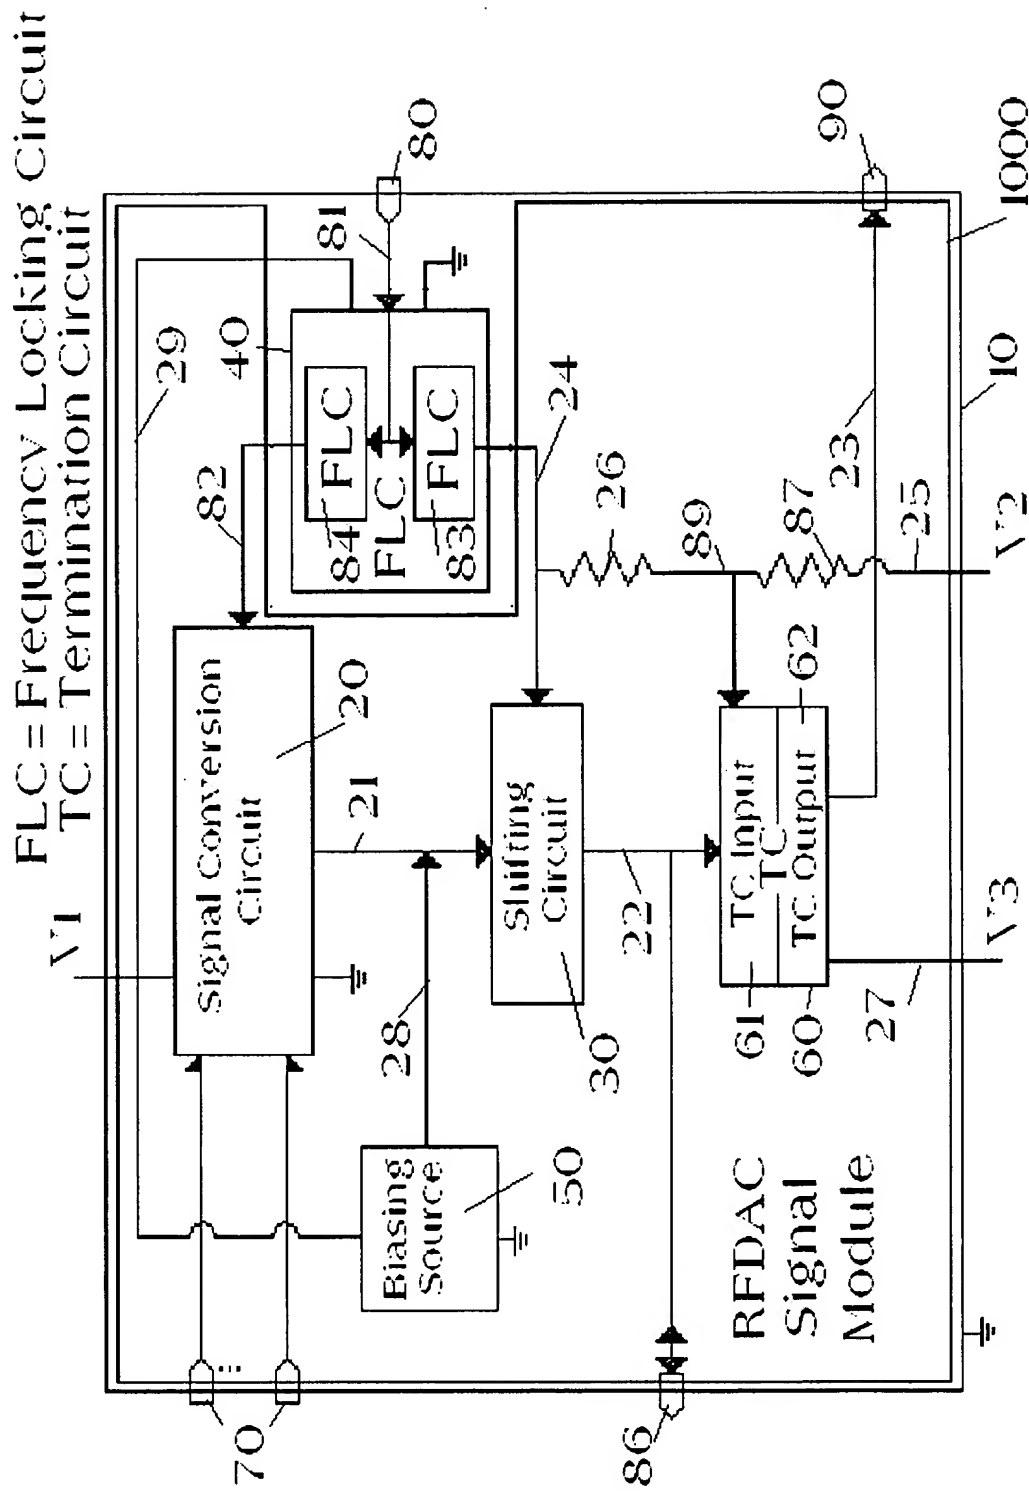 FLC = Frequency Locking Circuit
TC = Termination Circuit
V1
29
82
40
81
80
Signal Conversion
Circuit
20
84
FLC
FLC
83
FLC
24
21
70
Biasing
Source
50
28
Shifting
Circuit
30
26
89
87
25
V2
22
TC Input
TC
TC Output
61
62
60
27
V3
23
90
86
RFDAC
Signal
Module
10
1000